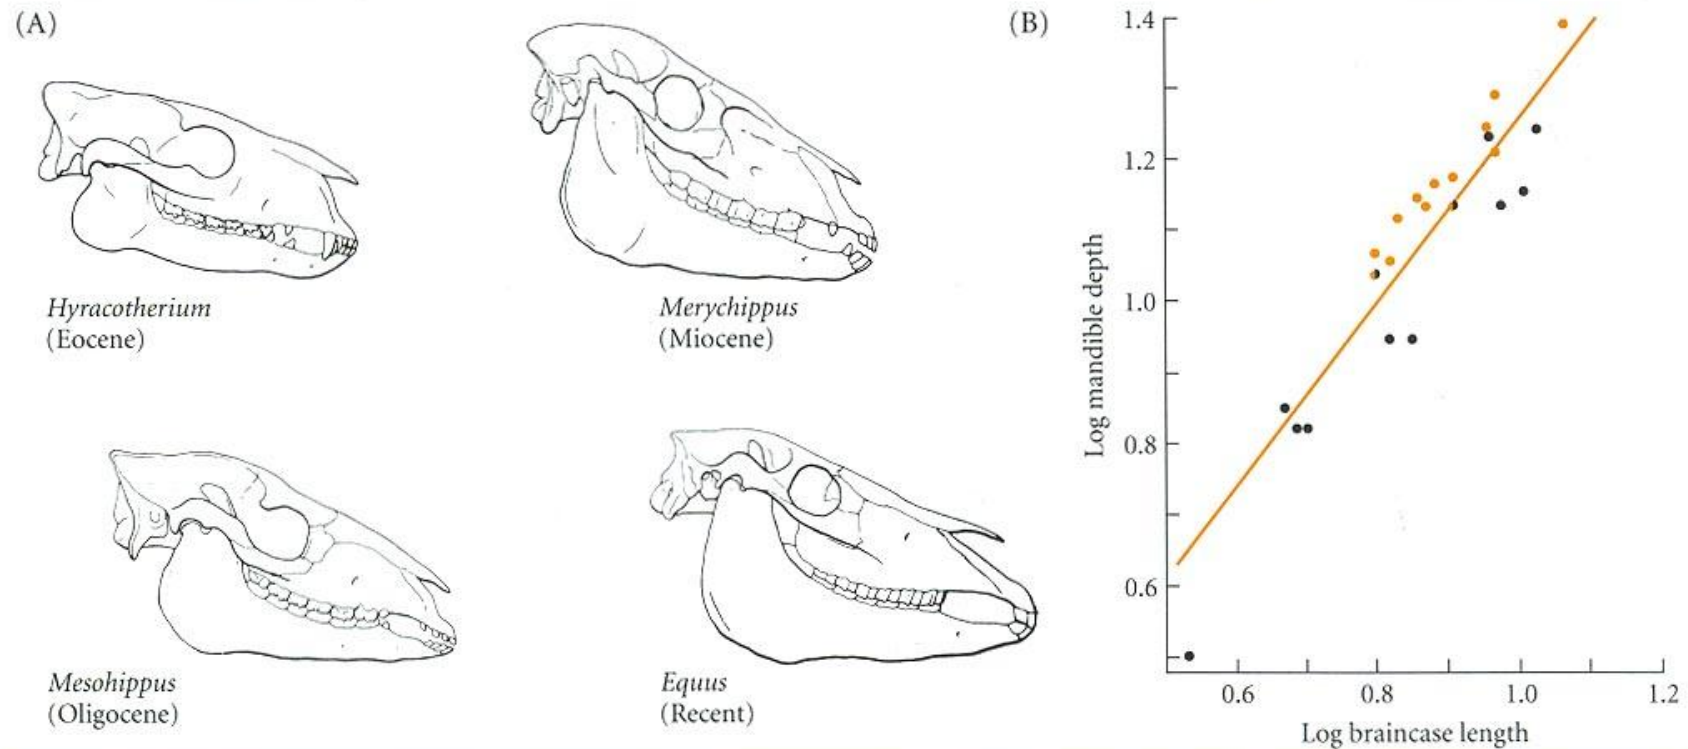 (A)
Hyracotherium
(Eocene)
Merychippus
(Miocene)
Mesohippus
(Oligocene)
Equus
(Recent)
(B)
1.4
1.2
1.0
0.8
0.6
Log mandible depth
0.6 0.8 1.0 1.2
Log braincase length